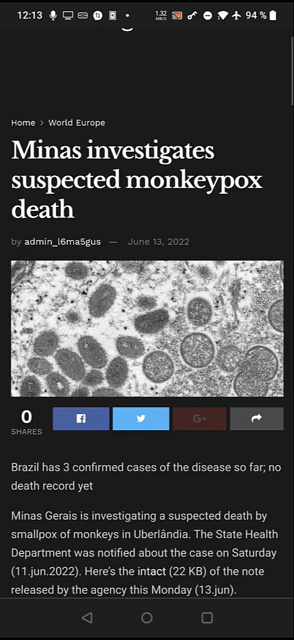 12:13 1.32 MB/S 94 %
Home > World Europe
Minas investigates
suspected monkeypox
death
by admin_l6ma5gus — June 13, 2022
0
SHARES
G+
Brazil has 3 confirmed cases of the disease so far; no
death record yet
Minas Gerais is investigating a suspected death by
smallpox of monkeys in Uberlândia. The State Health
Department was notified about the case on Saturday
(11.jun.2022). Here’s the intact (22 KB) of the note
released by the agency this Monday (13.jun).